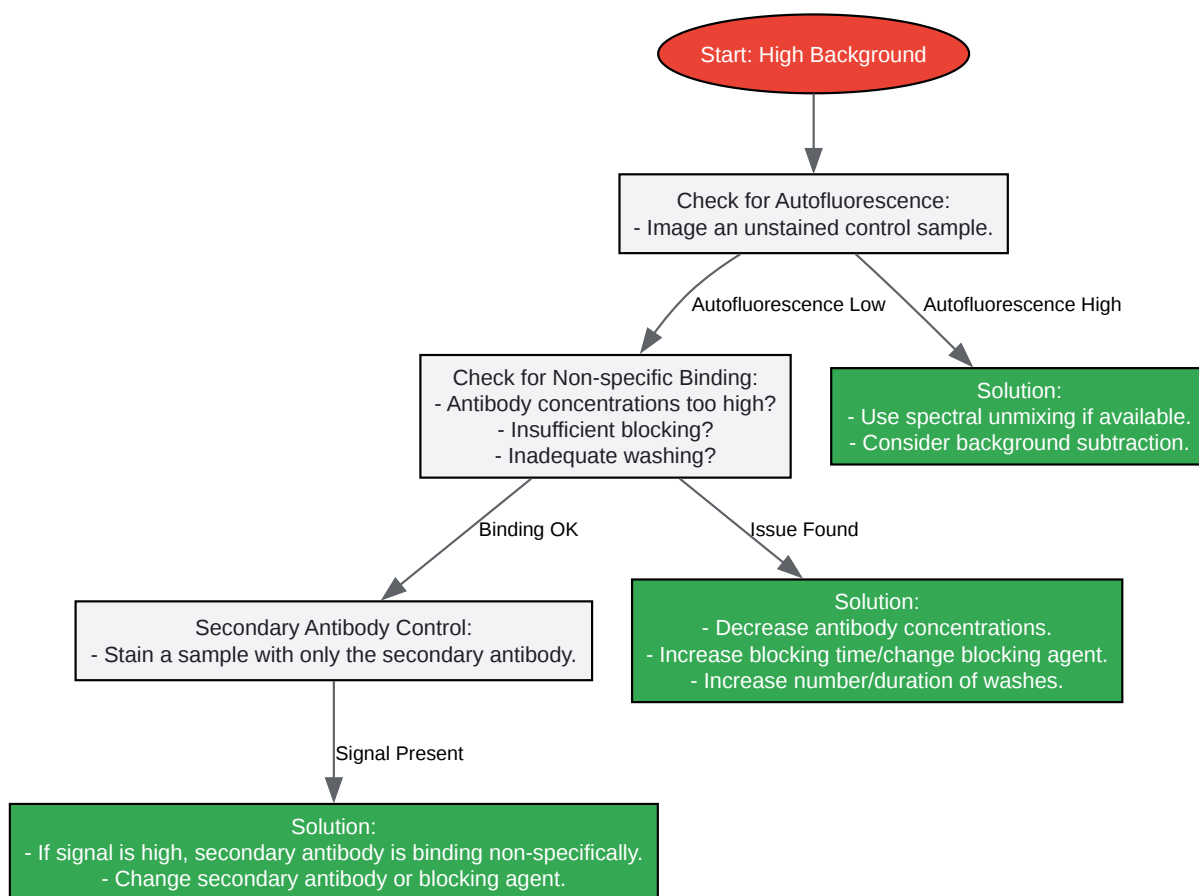 Start: High Background
Check for Autofluorescence:
- Image an unstained control sample.
Autofluorescence Low
Autofluorescence High
Check for Non-specific Binding:
- Antibody concentrations too high?
- Insufficient blocking?
- Inadequate washing?
Solution:
- Use spectral unmixing if available.
- Consider background subtraction.
Binding OK
Issue Found
Secondary Antibody Control:
- Stain a sample with only the secondary antibody.
Solution:
- Decrease antibody concentrations.
- Increase blocking time/change blocking agent.
- Increase number/duration of washes.
Signal Present
Solution:
- If signal is high, secondary antibody is binding non-specifically.
- Change secondary antibody or blocking agent.